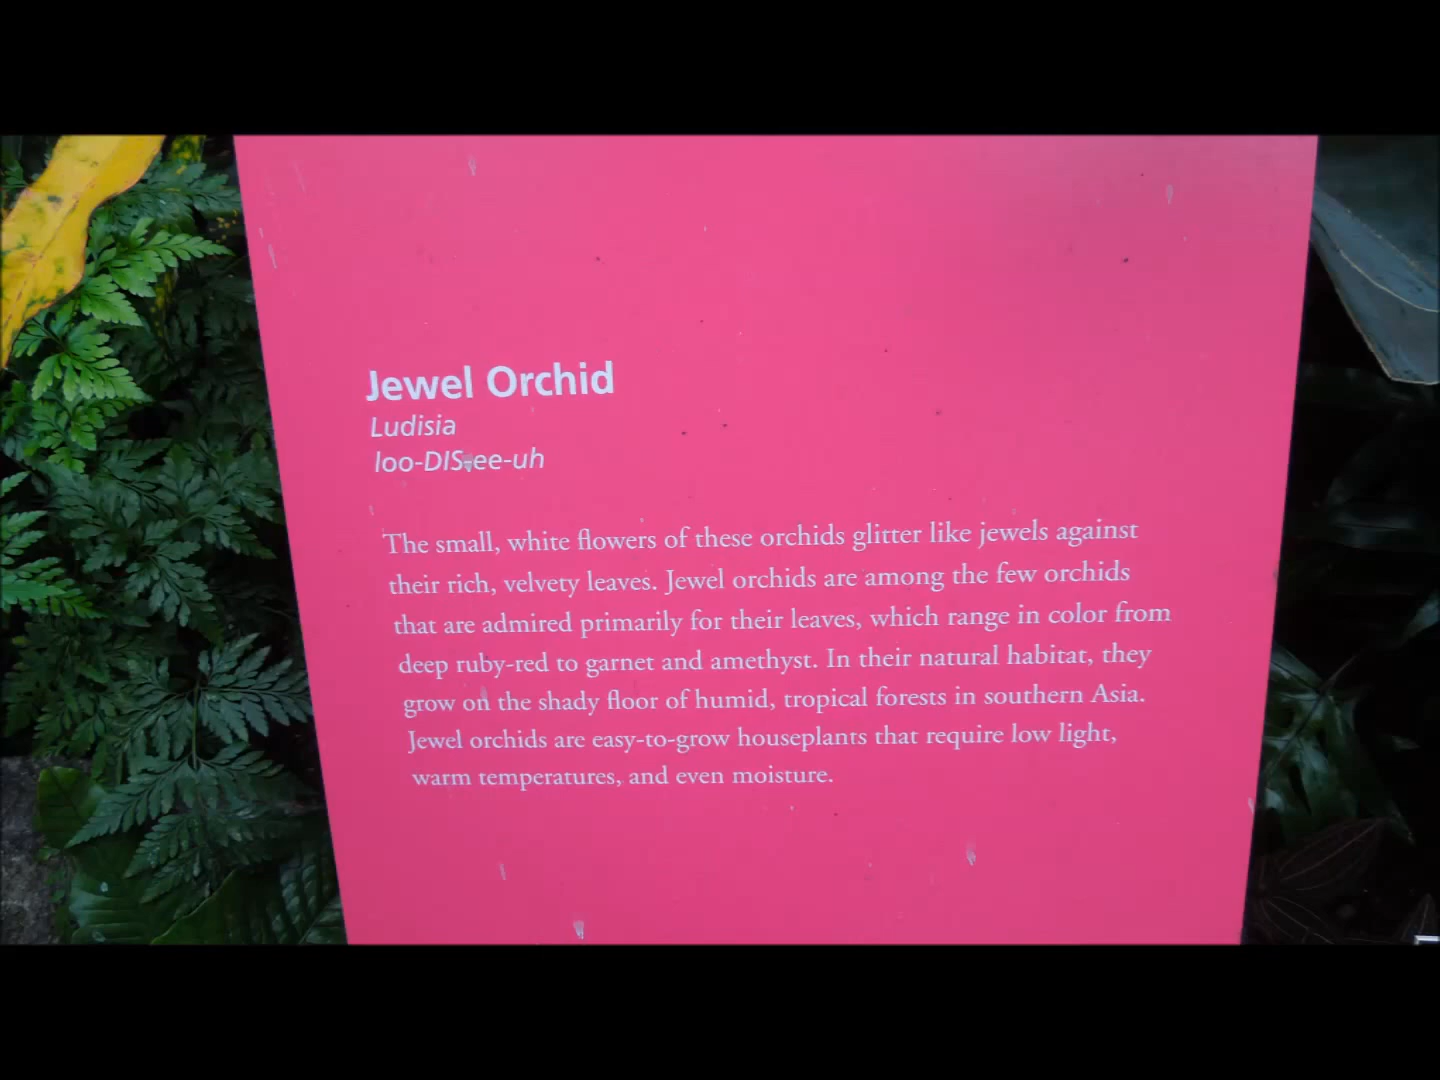 Jewel Orchid
Ludisia
loo-DIS-ee-uh
The small, white flowers of these orchids glitter like jewels against
their rich, velvety leaves. Jewel orchids are among the few orchids
that are admired primarily for their leaves, which range in color from
deep ruby-red to garnet and amethyst. In their natural habitat, they
grow on the shady floor of humid, tropical forests in southern Asia.
Jewel orchids are easy-to-grow houseplants that require low light,
warm temperatures, and even moisture.